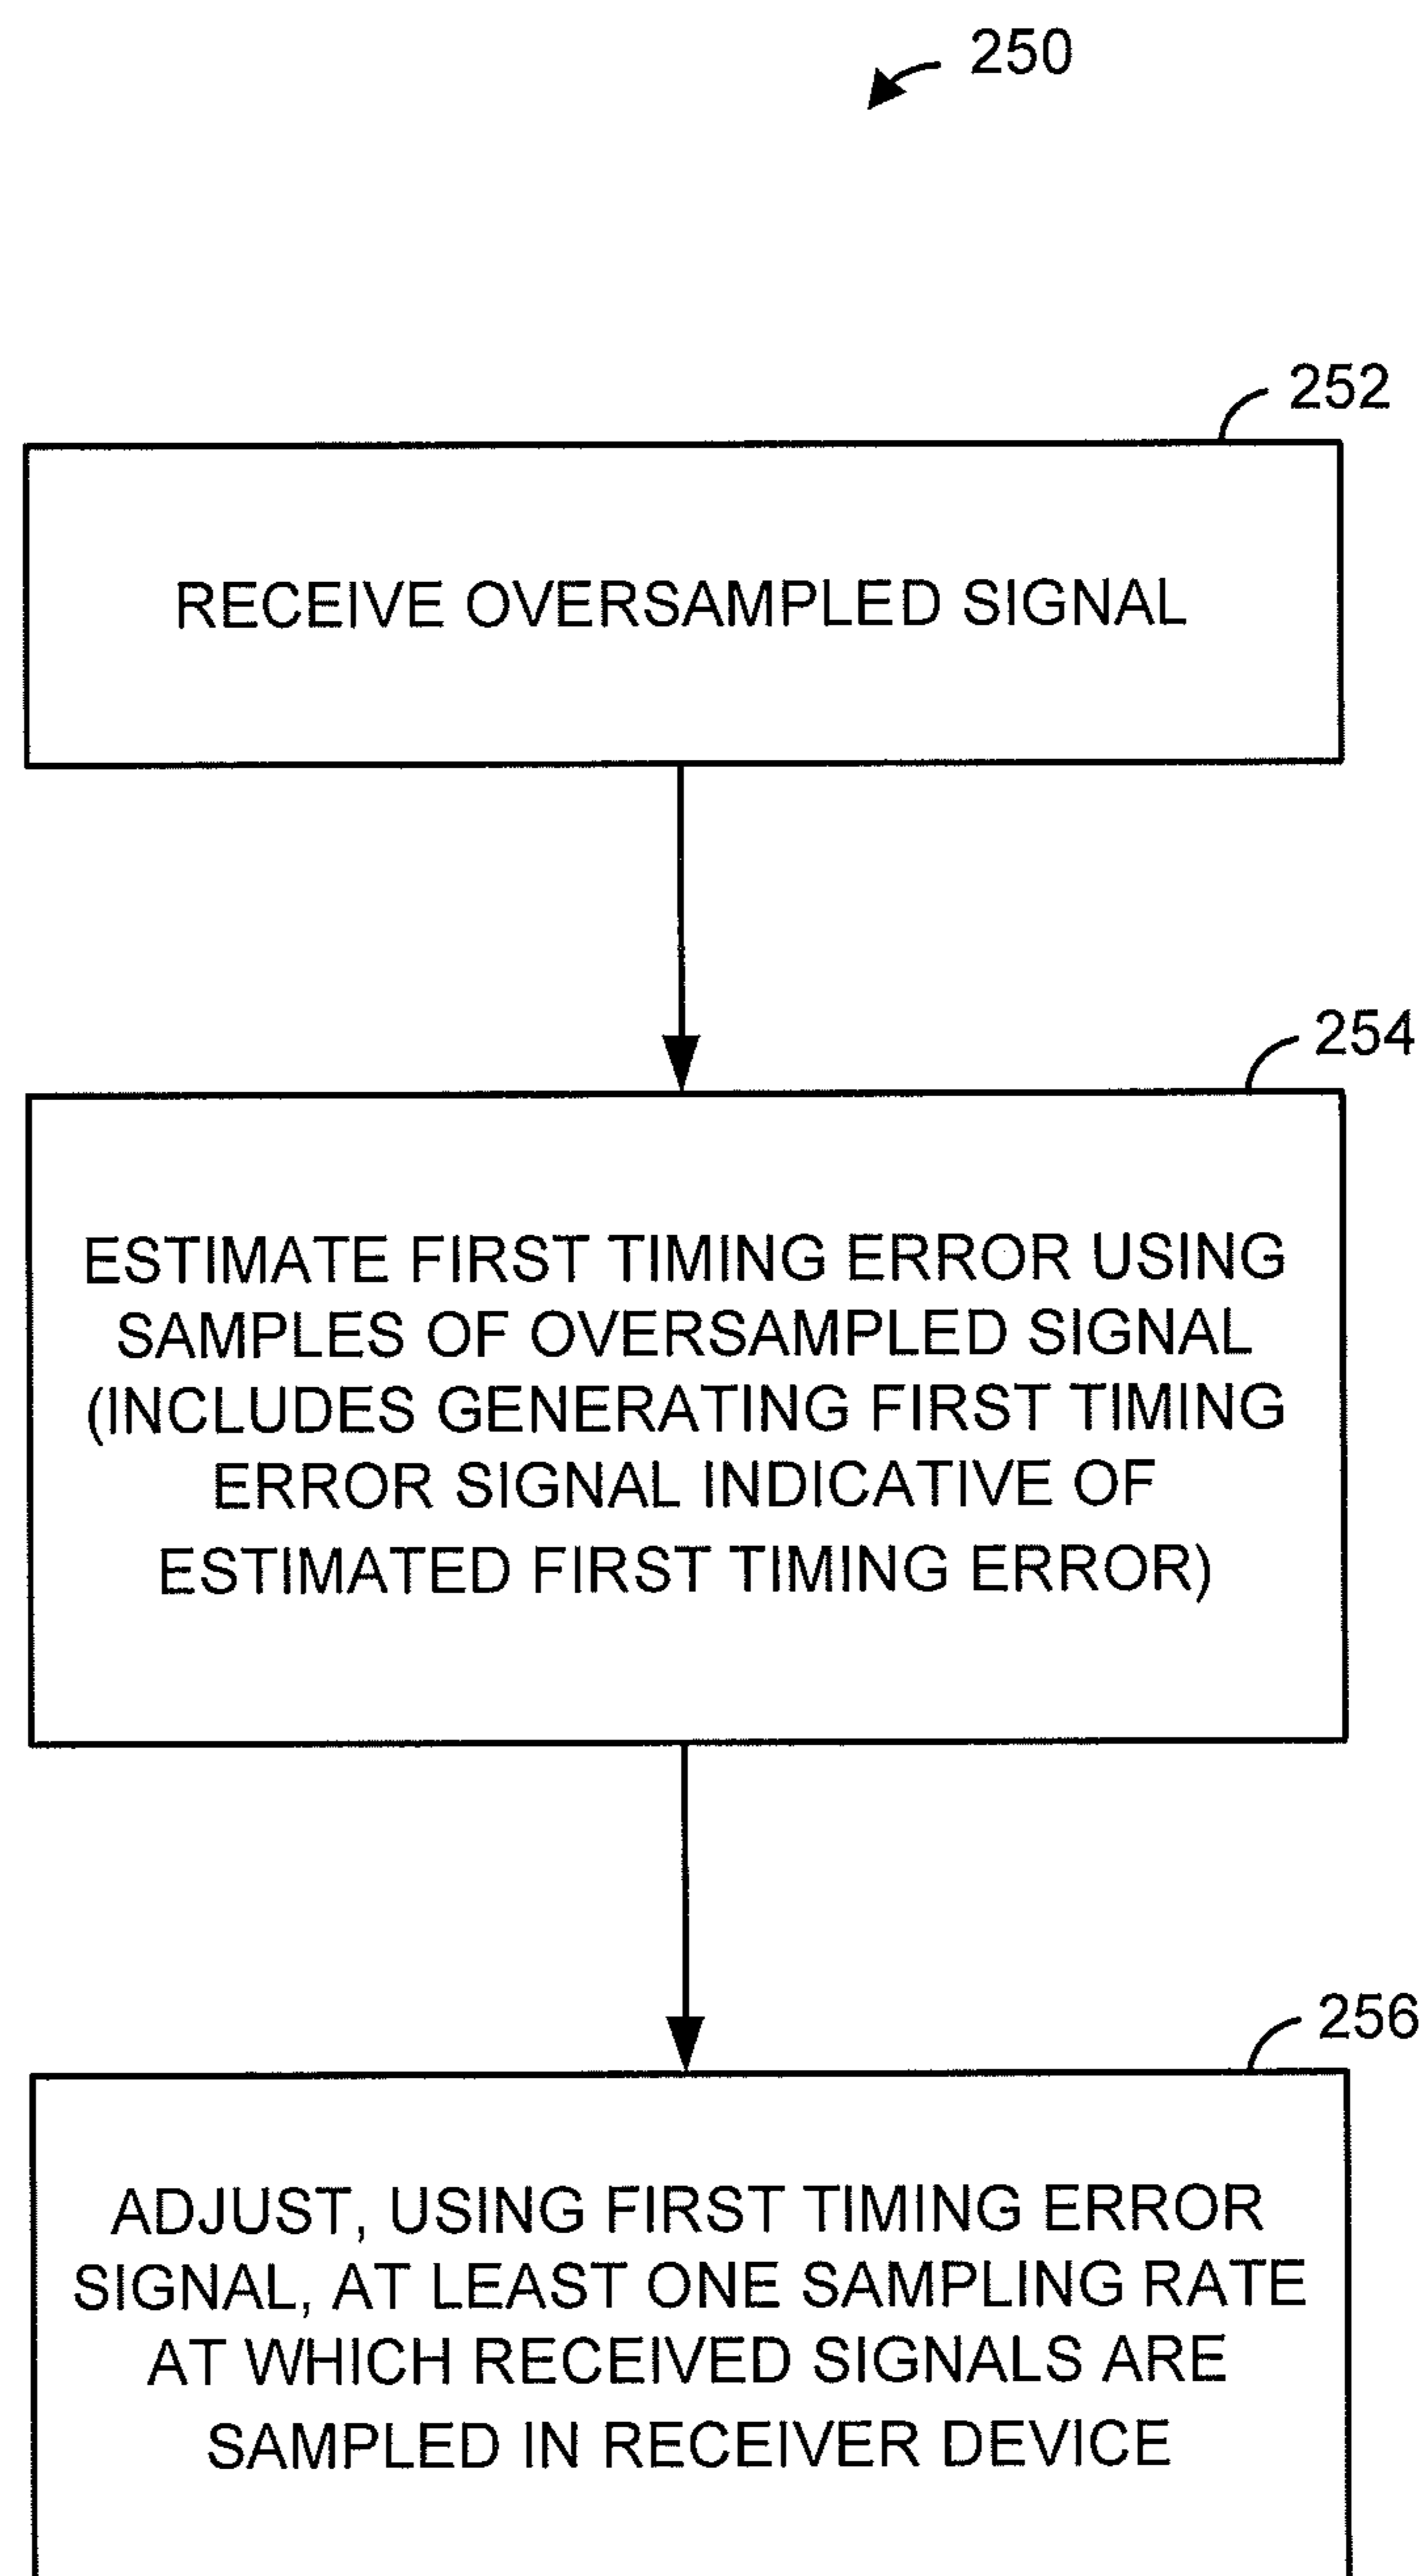 250
252
RECEIVE OVERSAMPLED SIGNAL
254
ESTIMATE FIRST TIMING ERROR USING
SAMPLES OF OVERSAMPLED SIGNAL
(INCLUDES GENERATING FIRST TIMING
ERROR SIGNAL INDICATIVE OF
ESTIMATED FIRST TIMING ERROR)
256
ADJUST, USING FIRST TIMING ERROR
SIGNAL, AT LEAST ONE SAMPLING RATE
AT WHICH RECEIVED SIGNALS ARE
SAMPLED IN RECEIVER DEVICE